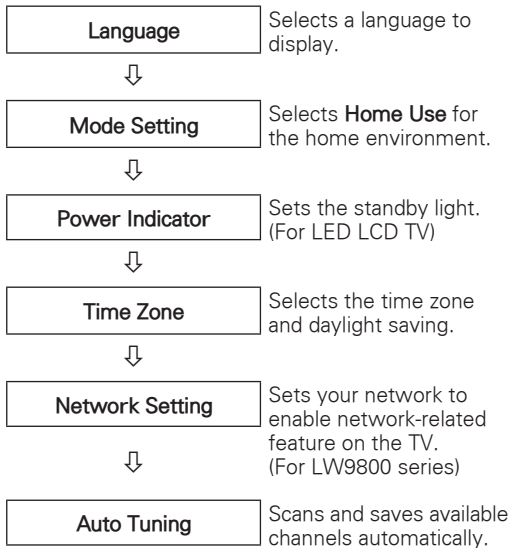 Language
Selects a language to
display.
Mode Setting
Selects Home Use for
the home environment.
Power Indicator
Sets the standby light.
(For LED LCD TV)
Time Zone
Selects the time zone
and daylight saving.
Network Setting
Sets your network to
enable network-related
feature on the TV.
(For LW9800 series)
Auto Tuning
Scans and saves available
channels automatically.